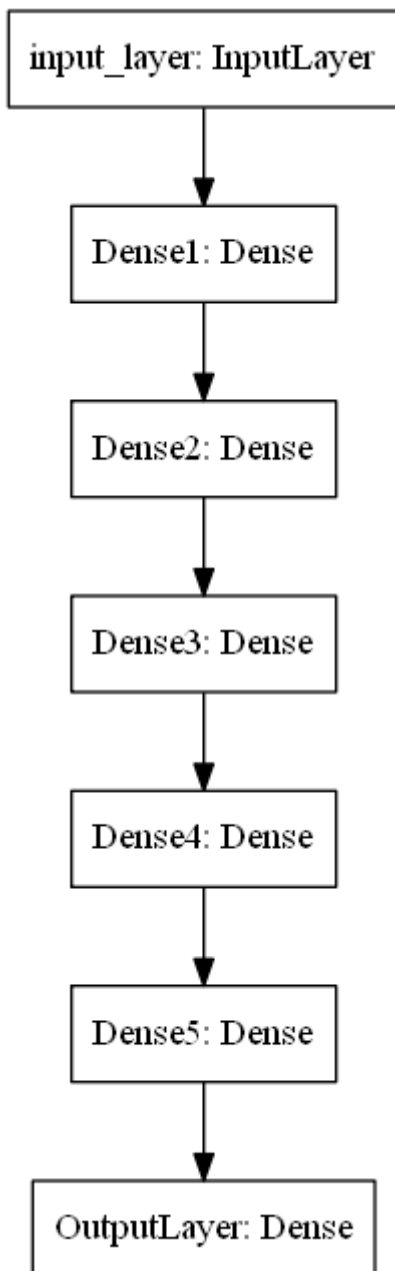 input_layer: InputLayer
Dense1: Dense
Dense2: Dense
Dense3: Dense
Dense4: Dense
Dense5: Dense
OutputLayer: Dense